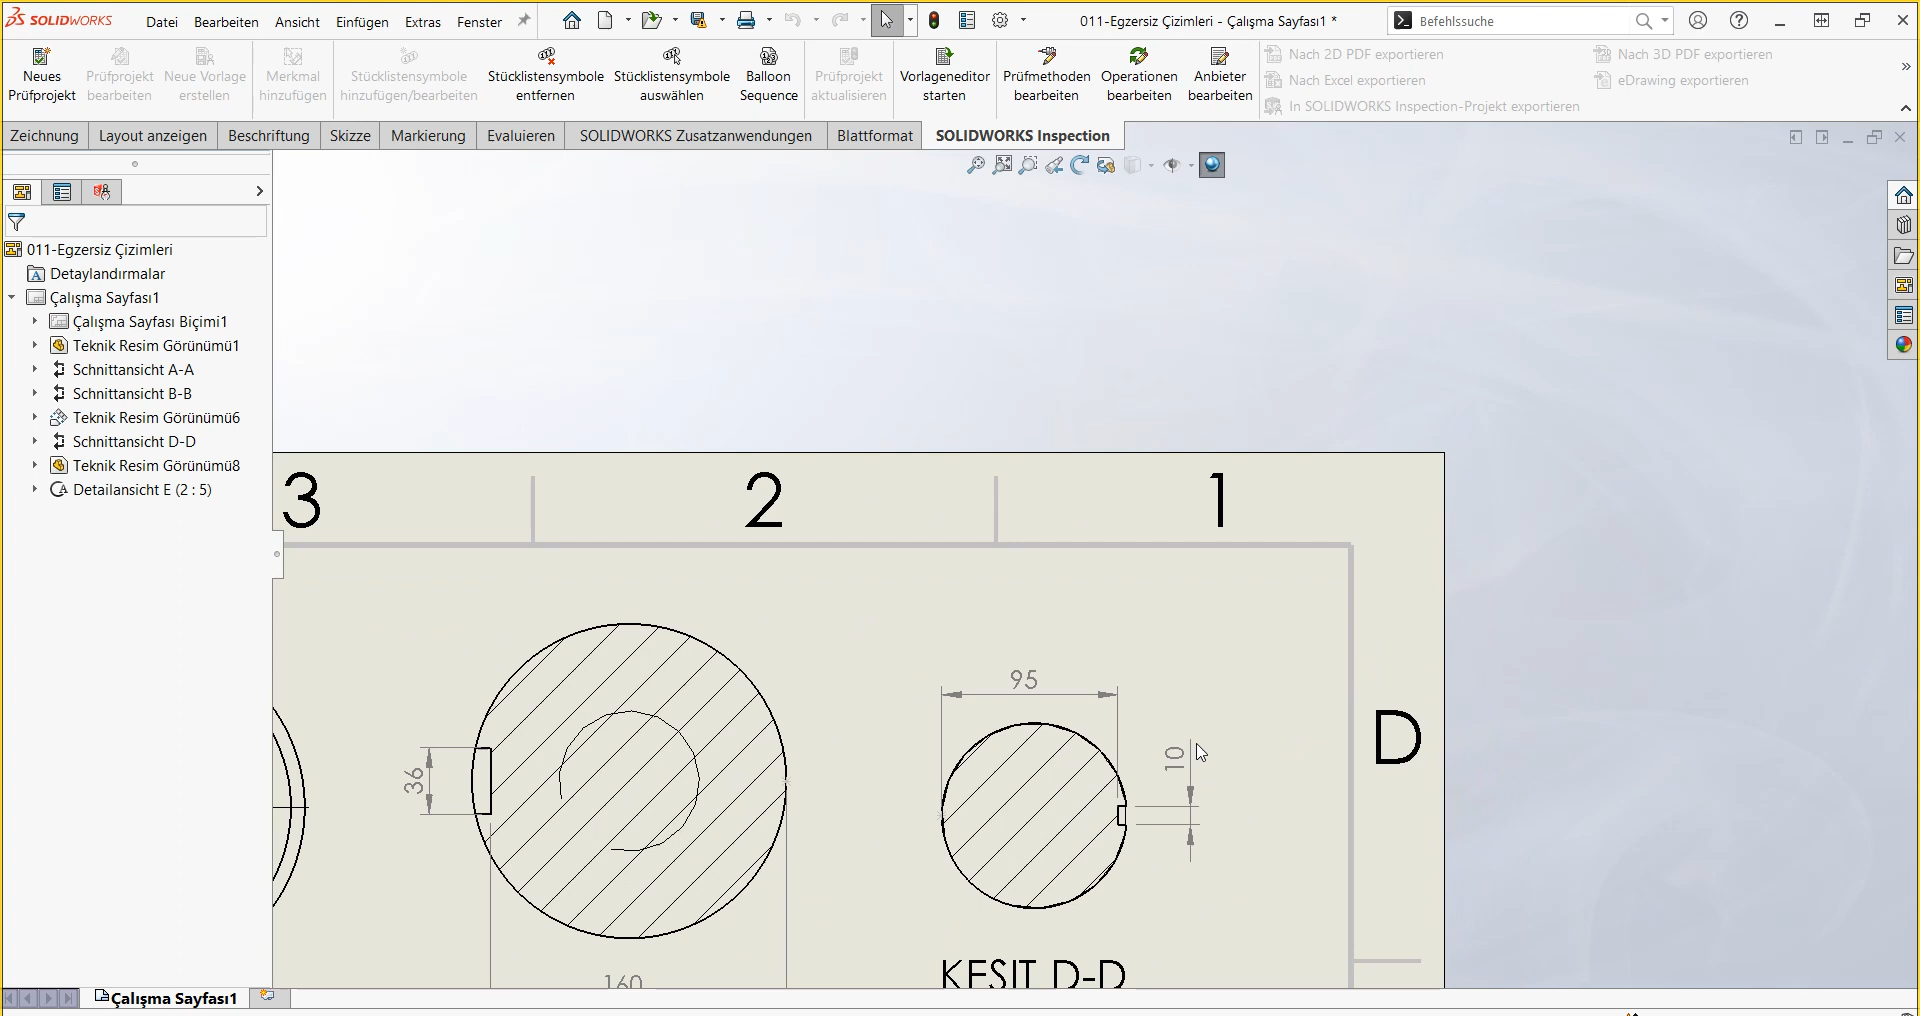 SOLIDWORKS
Datei Bearbeiten Ansicht Einfügen Extras Fenster
011-Egzersiz Çizimleri - Çalışma Sayfası1 *
Befehlssuche
Neues Prüfprojekt
Prüfprojekt bearbeiten
Neue Vorlage erstellen
Merkmal hinzufügen
Stücklistensymbole hinzufügen/bearbeiten
Stücklistensymbole entfernen
Stücklistensymbole auswählen
Balloon Sequence
Prüfprojekt aktualisieren
Vorlageneditor starten
Prüfmethoden bearbeiten
Operationen bearbeiten
Anbieter bearbeiten
Nach 2D PDF exportieren
Nach Excel exportieren
In SOLIDWORKS Inspection-Projekt exportieren
Nach 3D PDF exportieren
eDrawing exportieren
Zeichnung Layout anzeigen Beschriftung Skizze Markierung Evaluieren SOLIDWORKS Zusatzanwendungen Blattformat SOLIDWORKS Inspection
011-Egzersiz Çizimleri
Detaylandırmalar
Çalışma Sayfası1
Çalışma Sayfası Biçimi1
Teknik Resim Görünümü1
Schnittansicht A-A
Schnittansicht B-B
Teknik Resim Görünümü6
Schnittansicht D-D
Teknik Resim Görünümü8
Detailansicht E (2 : 5)
3 2 1
D
95
10
36
160
KESIT D-D
Çalışma Sayfası1